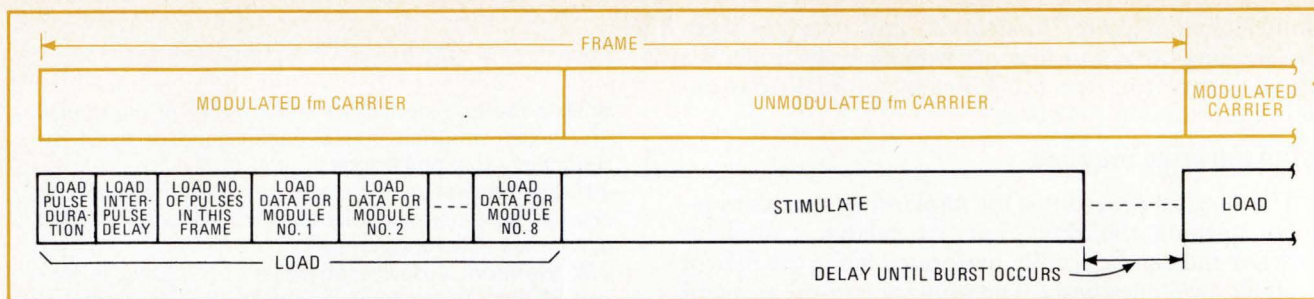 FRAME
MODULATED fm CARRIER
UNMODULATED fm CARRIER
MODULATED
CARRIER
LOAD
PULSE
DURA-
TION
LOAD
INTER-
PULSE
DELAY
LOAD NO.
OF PULSES
IN THIS
FRAME
LOAD
DATA FOR
MODULE
NO. 1
LOAD
DATA FOR
MODULE
NO. 2
LOAD
DATA FOR
MODULE
NO. 8
STIMULATE
LOAD
LOAD
DELAY UNTIL BURST OCCURS